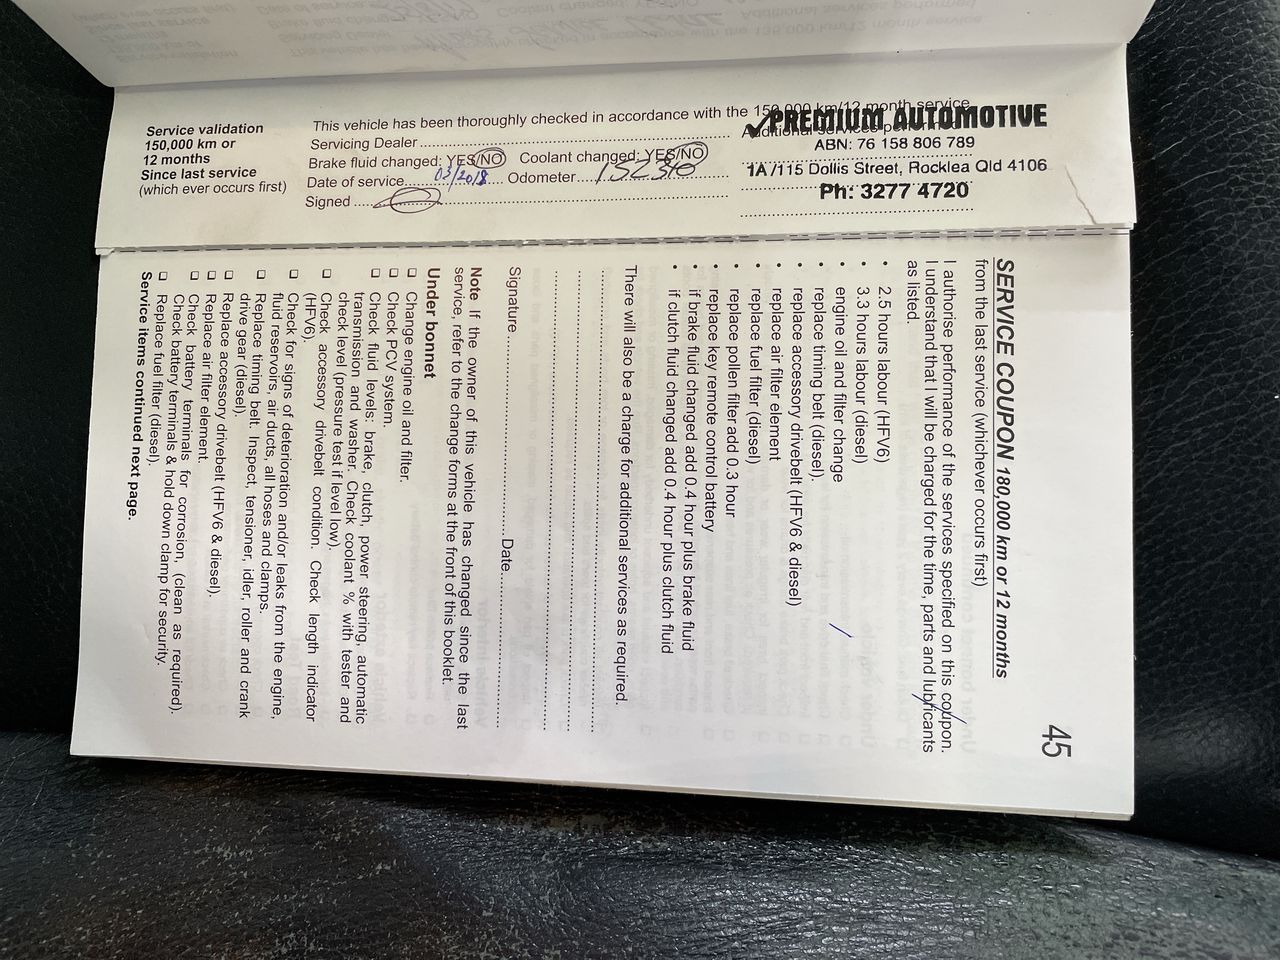 Service validation
150,000 km or
12 months
Since last service
(which ever occurs first)
This vehicle has been thoroughly checked in accordance with the 150,000 km/12 month service
Servicing Dealer
Brake fluid changed: YES/NO Coolant changed: YES/NO
Date of service 03/2018 Odometer
Signed
Additional services performed
PREMIUM AUTOMOTIVE
ABN: 76 158 806 789
1A/115 Dollis Street, Rocklea Qld 4106
Ph: 3277 4720
45
SERVICE COUPON 180,000 km or 12 months
from the last service (whichever occurs first)
I authorise performance of the services specified on this coupon.
I understand that I will be charged for the time, parts and lubricants
as listed.
• 2.5 hours labour (HFV6)
• 3.3 hours labour (diesel)
• engine oil and filter change
• replace timing belt (diesel).
• replace accessory drivebelt (HFV6 & diesel)
• replace air filter element
• replace fuel filter (diesel)
• replace pollen filter add 0.3 hour
• replace key remote control battery
• if brake fluid changed add 0.4 hour plus brake fluid
• if clutch fluid changed add 0.4 hour plus clutch fluid
There will also be a charge for additional services as required.
Signature Date
Note If the owner of this vehicle has changed since the last
service, refer to the change forms at the front of this booklet.
Under bonnet
❏ Change engine oil and filter.
❏ Check PCV system.
❏ Check fluid levels: brake, clutch, power steering, automatic
transmission and washer. Check coolant % with tester and
check level (pressure test if level low).
❏ Check accessory drivebelt condition. Check length indicator
(HFV6).
❏ Check for signs of deterioration and/or leaks from the engine,
fluid reservoirs, air ducts, all hoses and clamps.
❏ Replace timing belt. Inspect, tensioner, idler, roller and crank
drive gear (diesel).
❏ Replace accessory drivebelt (HFV6 & diesel).
❏ Replace air filter element.
❏ Check battery terminals for corrosion, (clean as required).
Check battery terminals & hold down clamp for security.
❏ Replace fuel filter (diesel).
Service items continued next page.